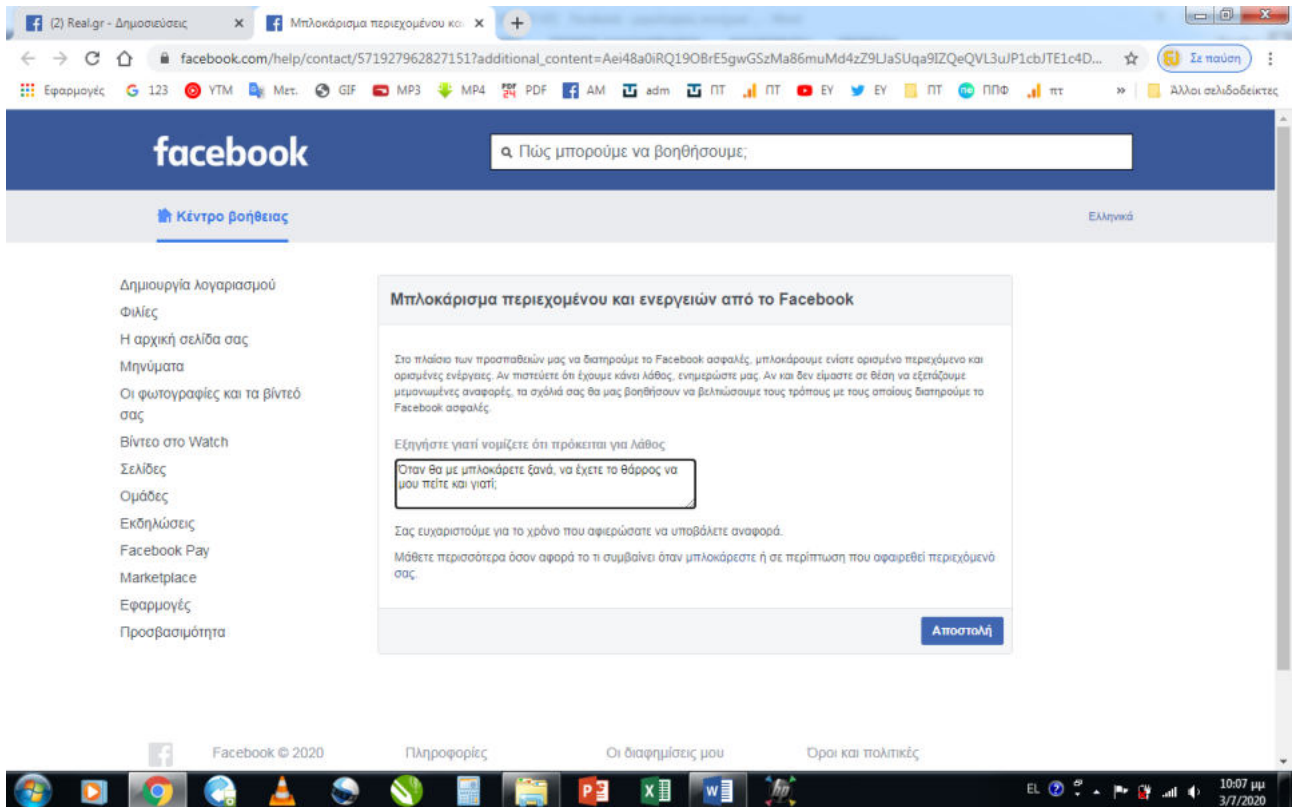 (2) Real.gr - Δημοσιεύσεις
Μπλοκάρισμα περιεχομένου κα
facebook.com/help/contact/571927962827151?additional_content=Aei48a0iRQ19OBrE5gwGSzMa86muMd4zZ9LJaSUqa9IZQeQVL3uJP1cbJTE1c4D...
Σε παύση
Εφαρμογές 123 YTM Μετ. GIF MP3 MP4 PDF AM adm ΠΤ ΠΤ ΕΥ ΕΥ ΠΤ ΠΠΦ πτ » Άλλοι σελιδοδείκτες
facebook
Πώς μπορούμε να βοηθήσουμε;
Κέντρο βοήθειας
Ελληνικά
Δημιουργία λογαριασμού
Φιλίες
Η αρχική σελίδα σας
Μηνύματα
Οι φωτογραφίες και τα βίντεό
σας
Βίντεο στο Watch
Σελίδες
Ομάδες
Εκδηλώσεις
Facebook Pay
Marketplace
Εφαρμογές
Προσβασιμότητα
Μπλοκάρισμα περιεχομένου και ενεργειών από το Facebook
Στο πλαίσιο των προσπαθειών μας να διατηρούμε το Facebook ασφαλές, μπλοκάρουμε ενίοτε ορισμένο περιεχόμενο και
ορισμένες ενέργειες. Αν πιστεύετε ότι έχουμε κάνει λάθος, ενημερώστε μας. Αν και δεν είμαστε σε θέση να εξετάζουμε
μεμονωμένες αναφορές, τα σχόλιά σας θα μας βοηθήσουν να βελτιώσουμε τους τρόπους με τους οποίους διατηρούμε το
Facebook ασφαλές.
Εξηγήστε γιατί νομίζετε ότι πρόκειται για λάθος
Όταν θα με μπλοκάρετε ξανά, να έχετε το θάρρος να
μου πείτε και γιατί;
Σας ευχαριστούμε για το χρόνο που αφιερώσατε να υποβάλετε αναφορά.
Μάθετε περισσότερα όσον αφορά το τι συμβαίνει όταν μπλοκάρεστε ή σε περίπτωση που αφαιρεθεί περιεχόμενό
σας.
Αποστολή
Facebook © 2020 Πληροφορίες Οι διαφημίσεις μου Όροι και πολιτικές
EL
10:07 μμ
3/7/2020